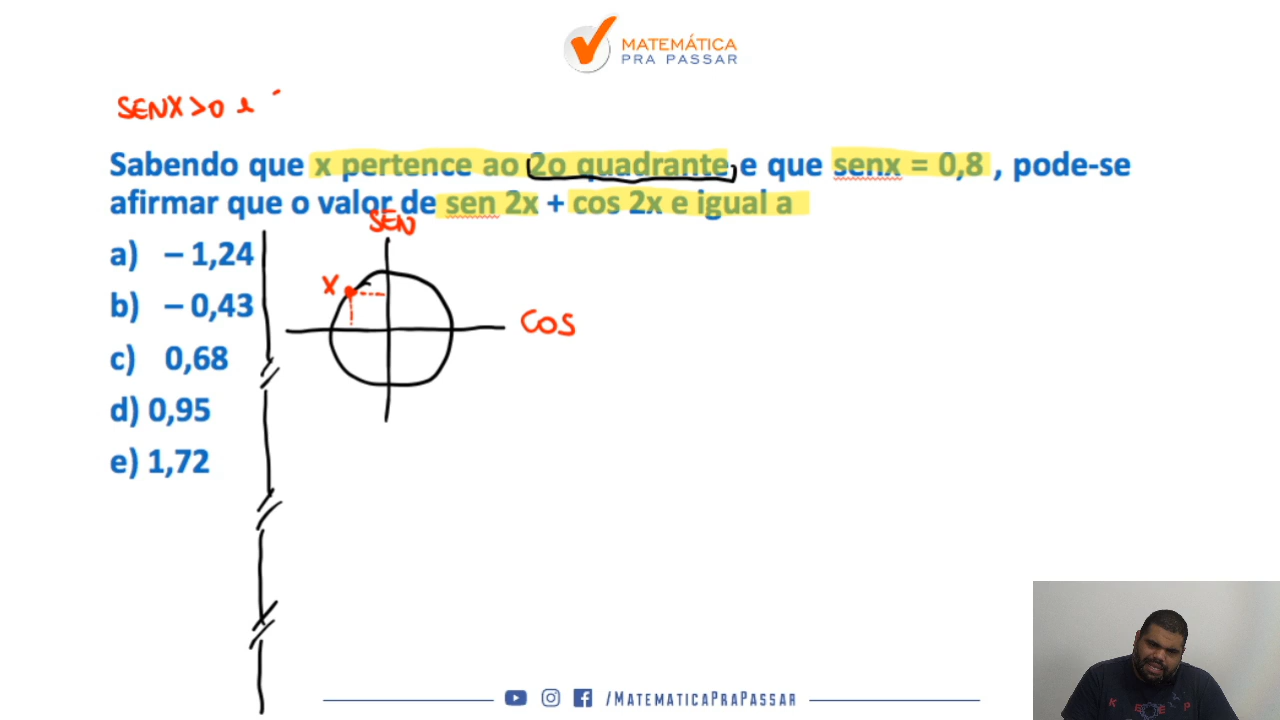 MATEMÁTICA
PRA PASSAR
SENX>0 e
Sabendo que x pertence ao 2o quadrante, e que senx = 0,8 , pode-se
afirmar que o valor de sen 2x + cos 2x e igual a
SEN
a) – 1,24
X
b) – 0,43
COS
c) 0,68
d) 0,95
e) 1,72
/MATEMATICAPRAPASSAR